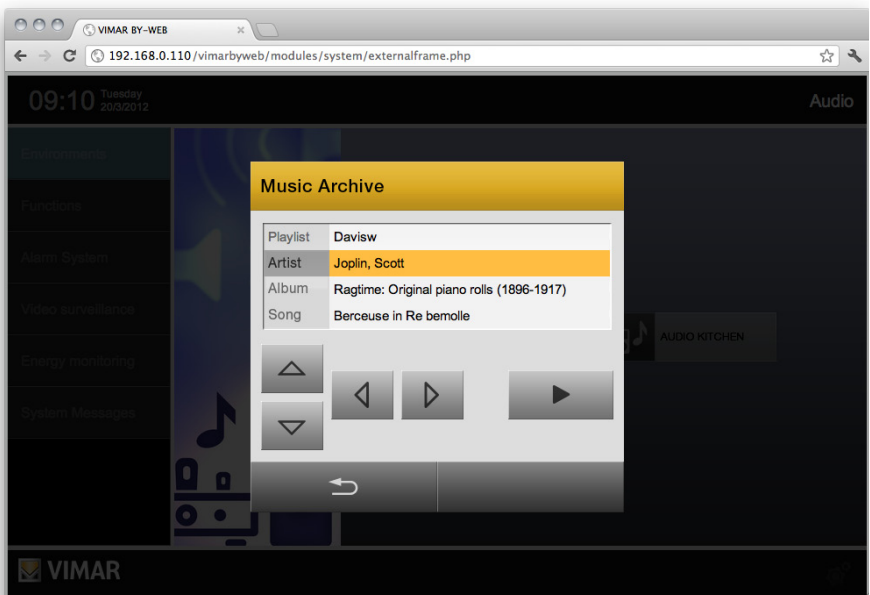 VIMAR BY-WEB
192.168.0.110/vimarbyweb/modules/system/externalframe.php
09:10 Tuesday
20/3/2012
Audio
Environments
Functions
Alarm System
Video surveillance
Energy monitoring
System Messages
Music Archive
Playlist Davisw
Artist Joplin, Scott
Album Ragtime: Original piano rolls (1896-1917)
Song Berceuse in Re bemolle
AUDIO KITCHEN
VIMAR